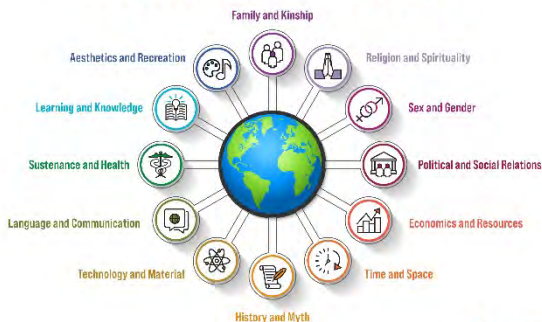 Family and Kinship
Aesthetics and Recreation
Religion and Spirituality
Learning and Knowledge
Sex and Gender
Sustenance and Health
Political and Social Relations
Language and Communication
Economics and Resources
Technology and Material
Time and Space
History and Myth